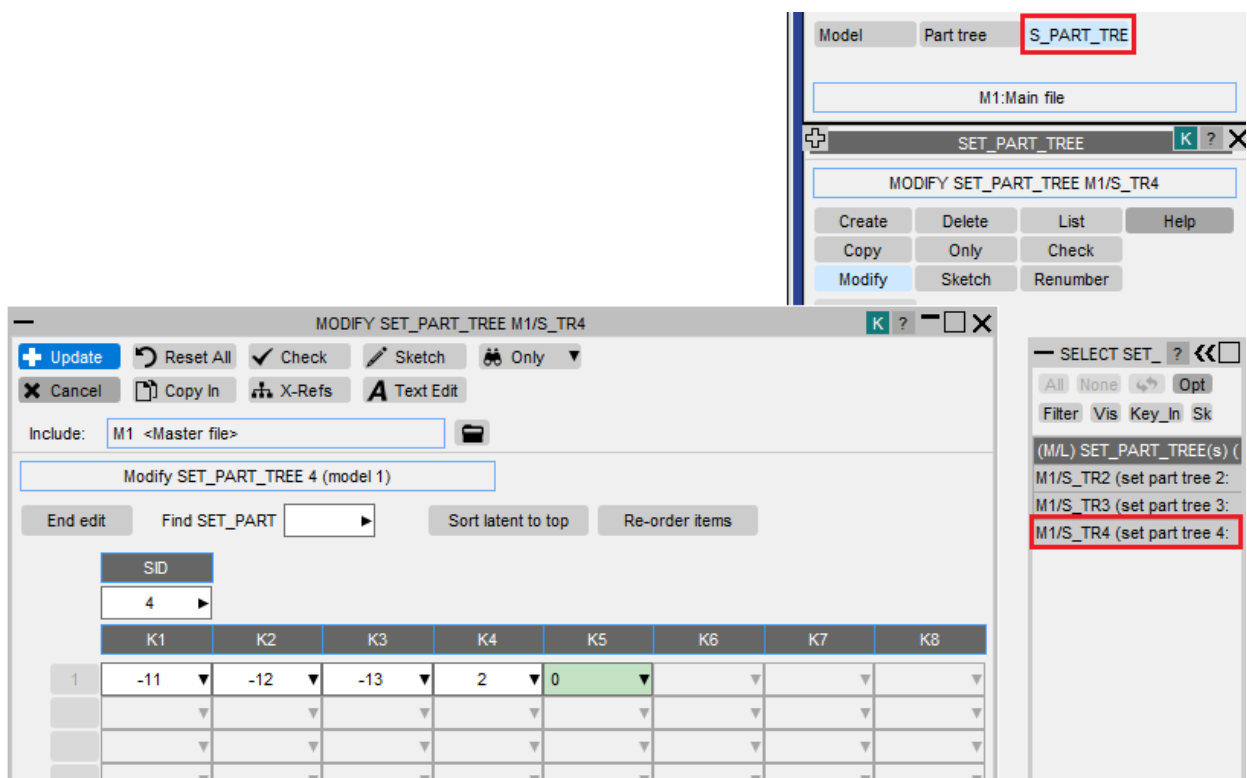 Model Part tree S_PART_TRE
M1:Main file
SET_PART_TREE K ?
MODIFY SET_PART_TREE M1/S_TR4
Create Delete List Help
Copy Only Check
Modify Sketch Renumber
MODIFY SET_PART_TREE M1/S_TR4 K ?
Update Reset All Check Sketch Only
Cancel Copy In X-Refs A Text Edit
Include: M1 <Master file>
Modify SET_PART_TREE 4 (model 1)
End edit Find SET_PART Sort latent to top Re-order items
SID
4
K1 K2 K3 K4 K5 K6 K7 K8
1 -11 -12 -13 2 0
SELECT SET_ ?
All None Opt
Filter Vis Key_In Sk
(M/L) SET_PART_TREE(s) (
M1/S_TR2 (set part tree 2:
M1/S_TR3 (set part tree 3:
M1/S_TR4 (set part tree 4: